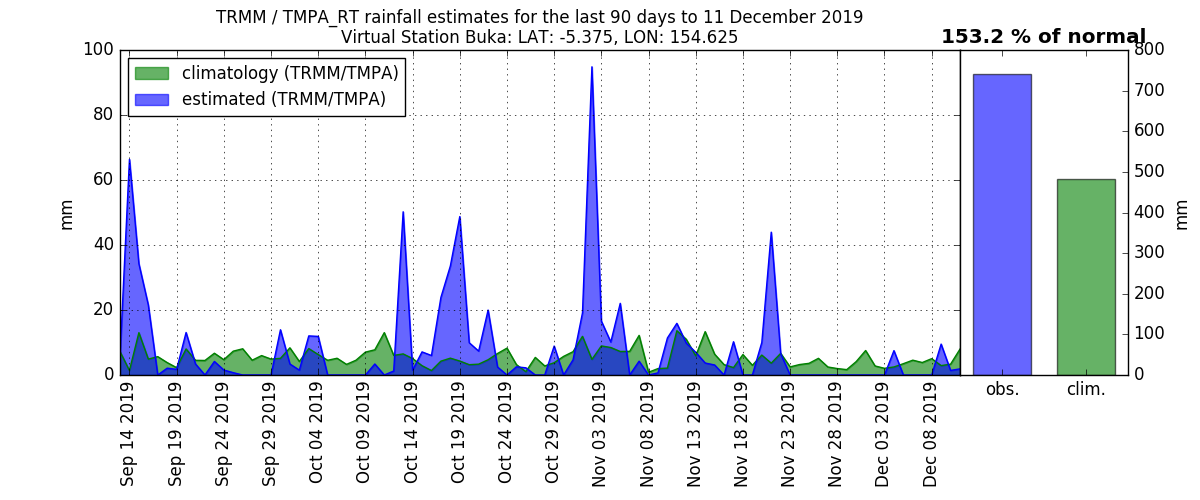 TRMM / TMPA_RT rainfall estimates for the last 90 days to 11 December 2019
Virtual Station Buka: LAT: -5.375, LON: 154.625
153.2 % of normal
climatology (TRMM/TMPA)
estimated (TRMM/TMPA)
100
80
60
40
20
0
mm
Sep 14 2019
Sep 19 2019
Sep 24 2019
Sep 29 2019
Oct 04 2019
Oct 09 2019
Oct 14 2019
Oct 19 2019
Oct 24 2019
Oct 29 2019
Nov 03 2019
Nov 08 2019
Nov 13 2019
Nov 18 2019
Nov 23 2019
Nov 28 2019
Dec 03 2019
Dec 08 2019
800
700
600
500
400
300
200
100
0
mm
obs.
clim.